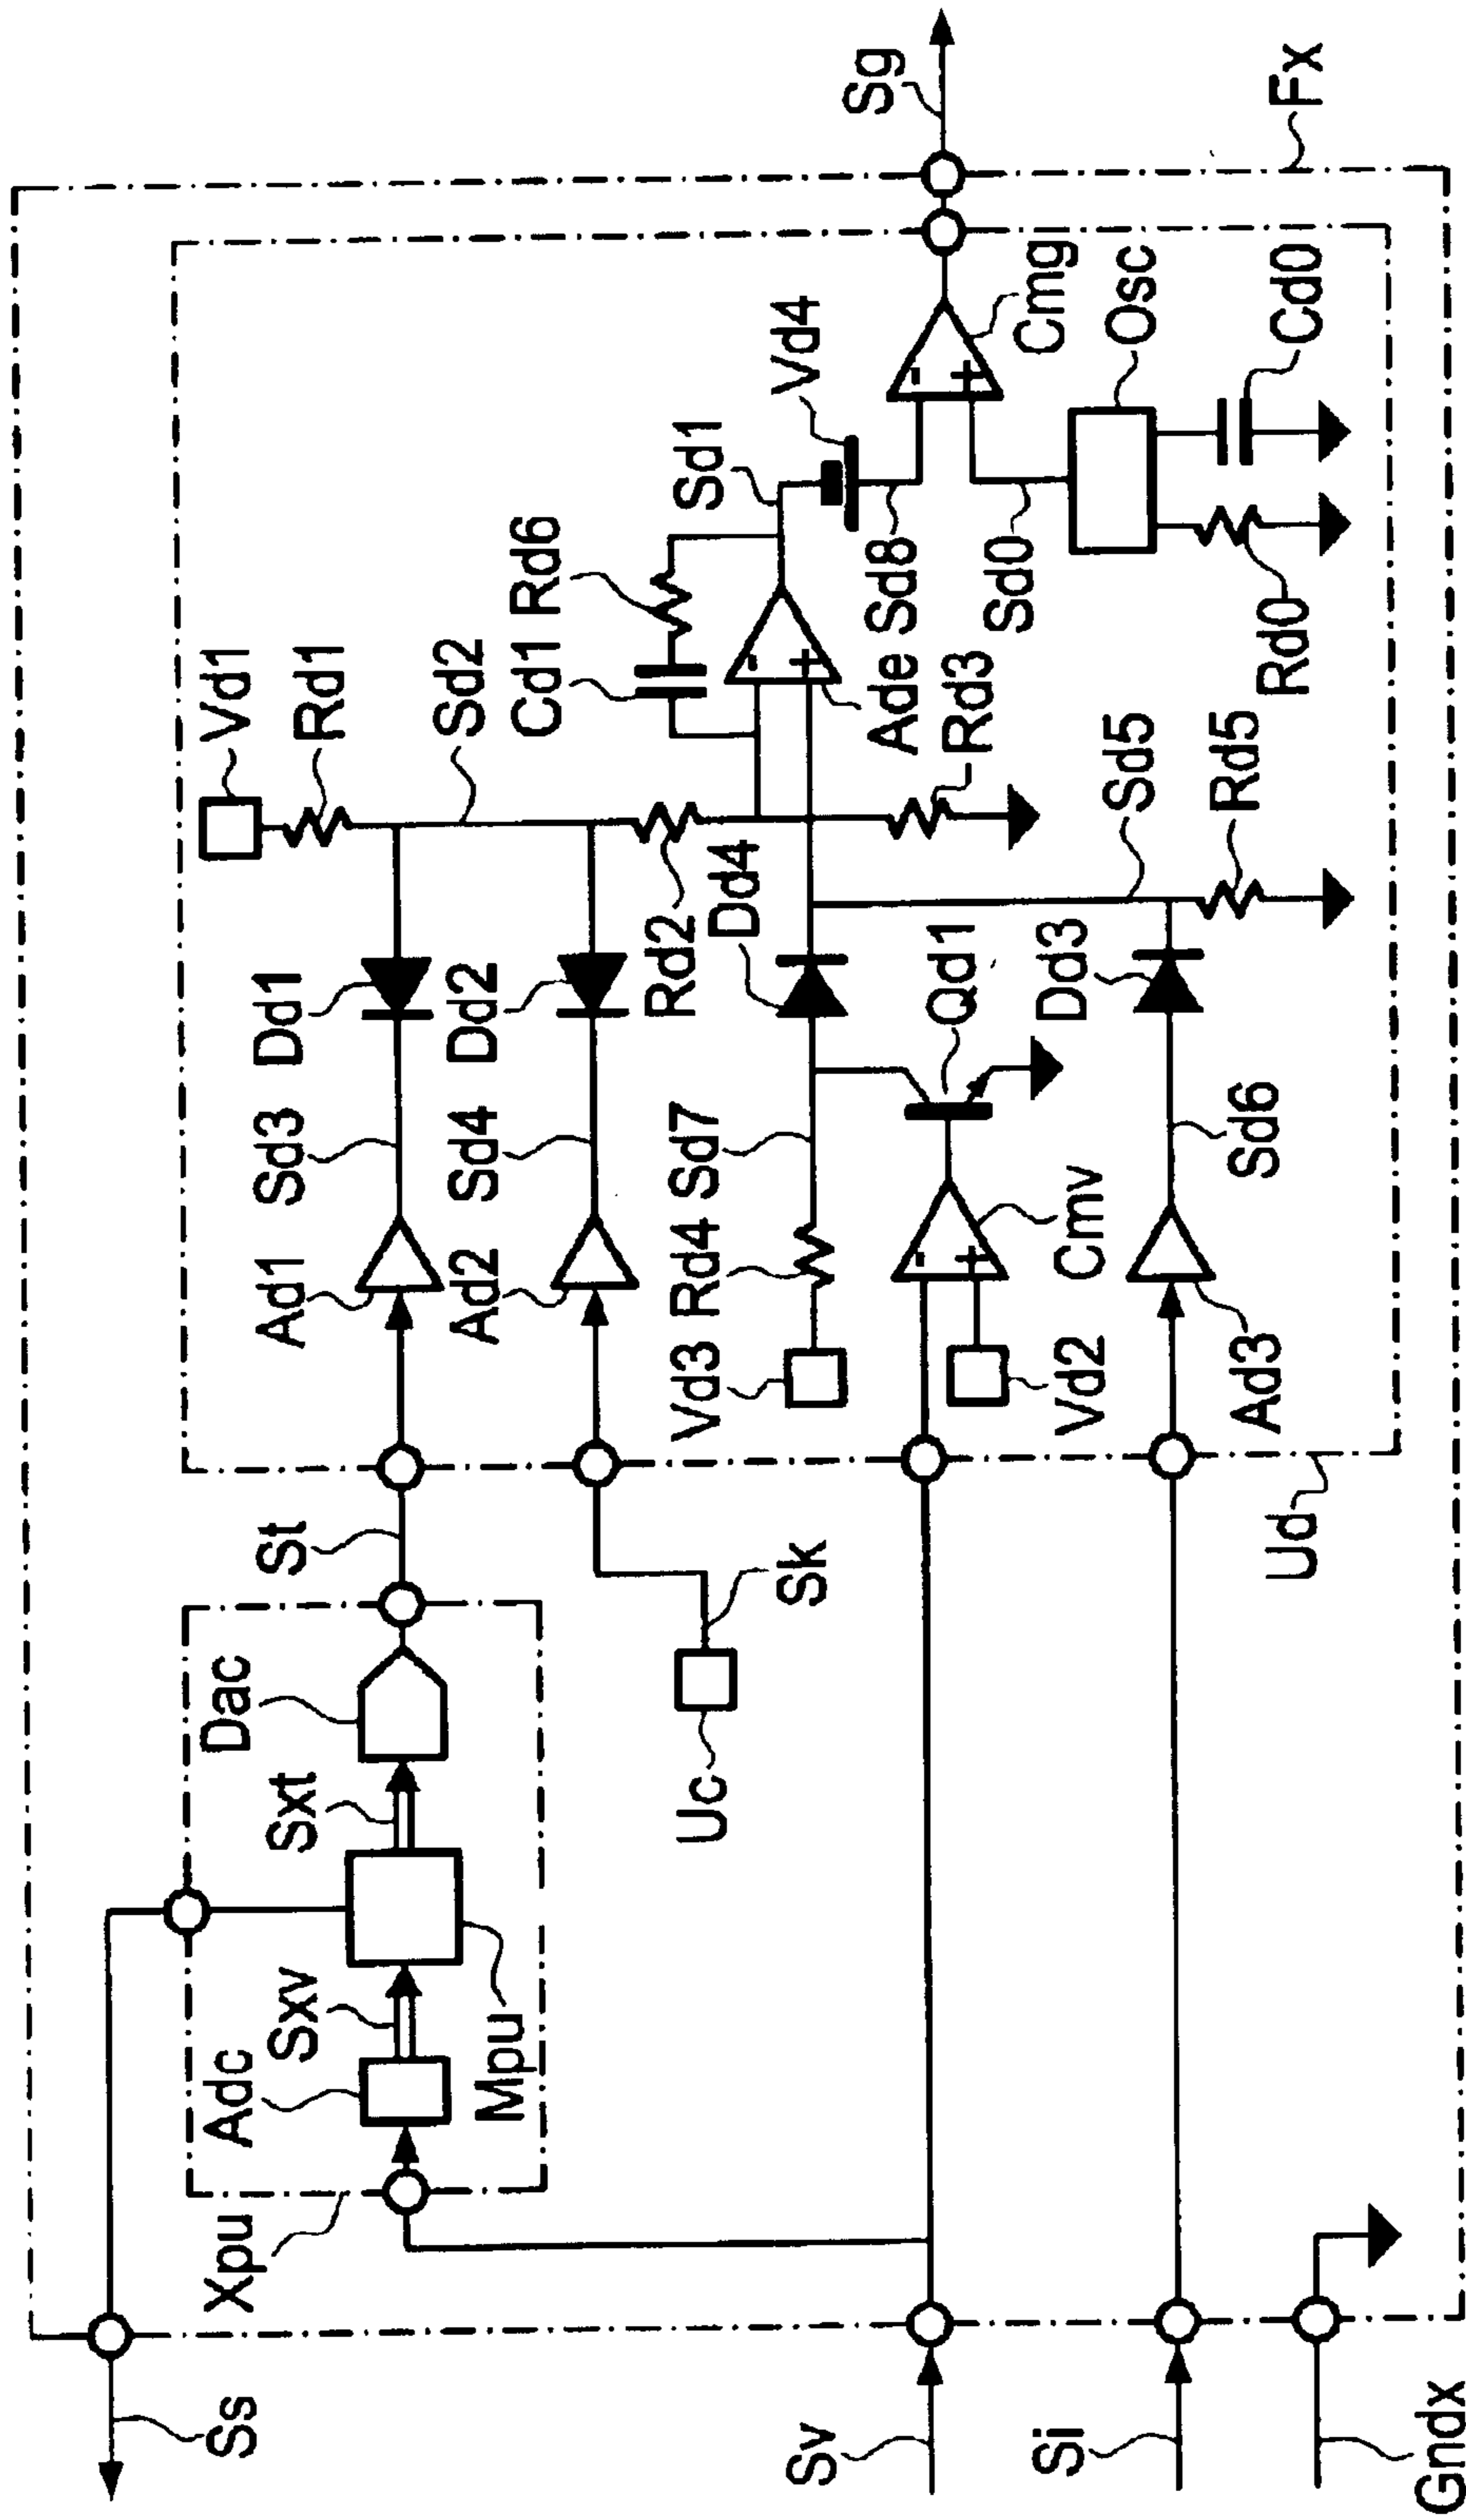 Ss
Xpu
Adc
Sxv
Mpu
Sxt
Dac
St
Uc
Sk
Sv
Si
Gndx
Ud
Ad1
Sd3
Dd1
Vd1
Rd1
Ad2
Sd4
Dd2
Sd2
Cd1
Rd6
Sd1
Vd4
Rd2
Dd4
Vd3
Rd4
Sd7
Qd1
Cmv
Vd2
Ade
Sd8
Rd3
Sd0
Cmg
Osc
Cd0
Rd0
Dd3
Sd5
Rd5
Sd6
Ad3
Sg
Fx
-
+
-
+
-
+